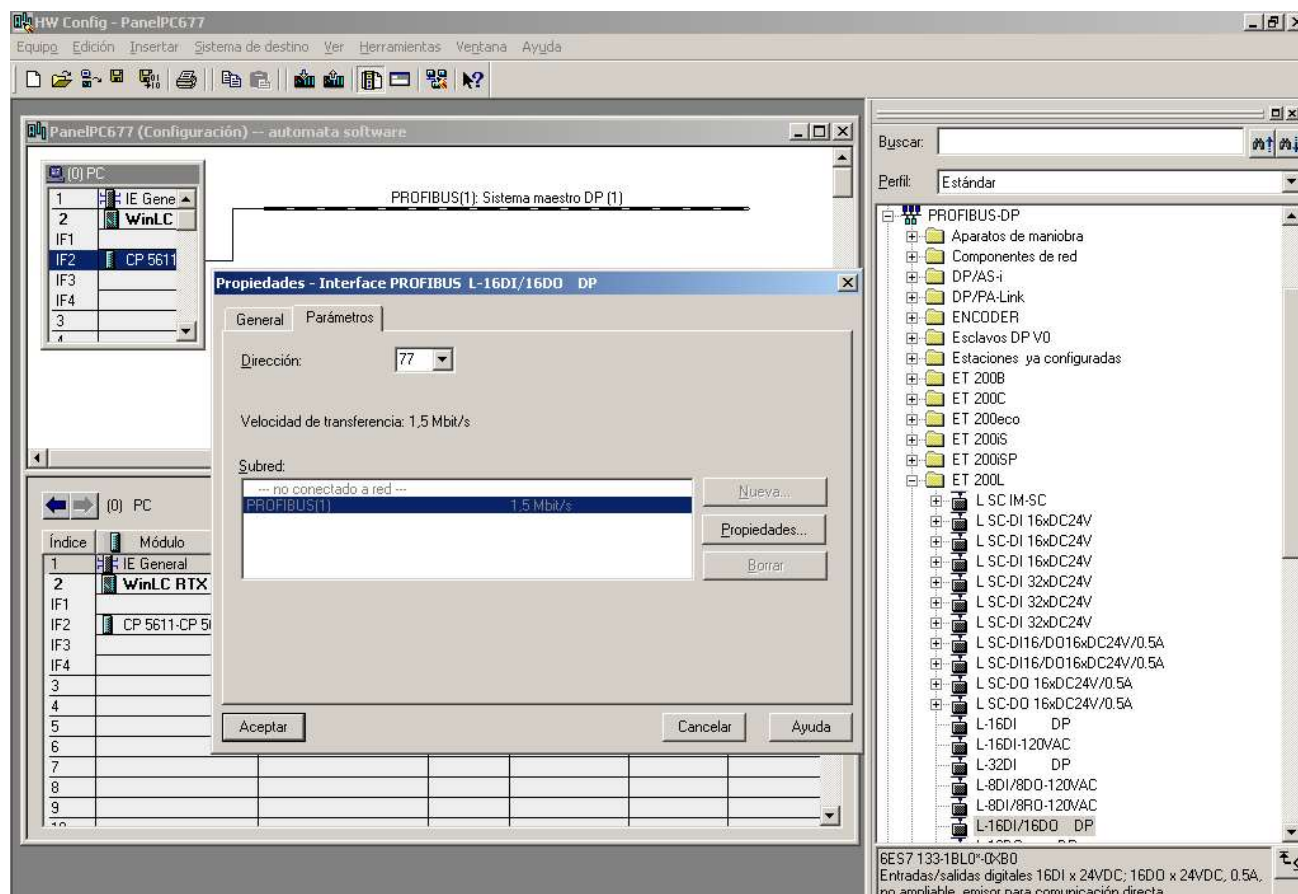 HW Config - PanelPC677
Equipo Edición Insertar Sistema de destino Ver Herramientas Ventana Ayuda
PanelPC677 (Configuración) -- automata software
(0) PC
1 IE Gene
2 WinLC
IF1
IF2 CP 5611
IF3
IF4
3
4
PROFIBUS(1): Sistema maestro DP (1)
Propiedades - Interface PROFIBUS L-16DI/16DO DP
General Parámetros
Dirección: 77
Velocidad de transferencia: 1,5 Mbit/s
Subred:
--- no conectado a red ---
PROFIBUS(1) 1,5 Mbit/s
Nueva...
Propiedades...
Borrar
Aceptar Cancelar Ayuda
(0) PC
Índice Módulo
1 IE General
2 WinLC RTX
IF1
IF2 CP 5611-CP 5
IF3
IF4
3
4
5
6
7
8
9
10
Buscar:
Perfil: Estándar
PROFIBUS-DP
Aparatos de maniobra
Componentes de red
DP/AS-i
DP/PA-Link
ENCODER
Esclavos DP V0
Estaciones ya configuradas
ET 200B
ET 200C
ET 200eco
ET 200iS
ET 200iSP
ET 200L
L SC IM-SC
L SC-DI 16xDC24V
L SC-DI 16xDC24V
L SC-DI 16xDC24V
L SC-DI 32xDC24V
L SC-DI 32xDC24V
L SC-DI 32xDC24V
L SC-DI16/DO16xDC24V/0.5A
L SC-DI16/DO16xDC24V/0.5A
L SC-DO 16xDC24V/0.5A
L SC-DO 16xDC24V/0.5A
L-16DI DP
L-16DI-120VAC
L-32DI DP
L-8DI/8DO-120VAC
L-8DI/8RO-120VAC
L-16DI/16DO DP
6ES7 133-1BL0*-0XB0
Entradas/salidas digitales 16DI x 24VDC; 16DO x 24VDC, 0.5A,
no ampliable, emisor para comunicación directa